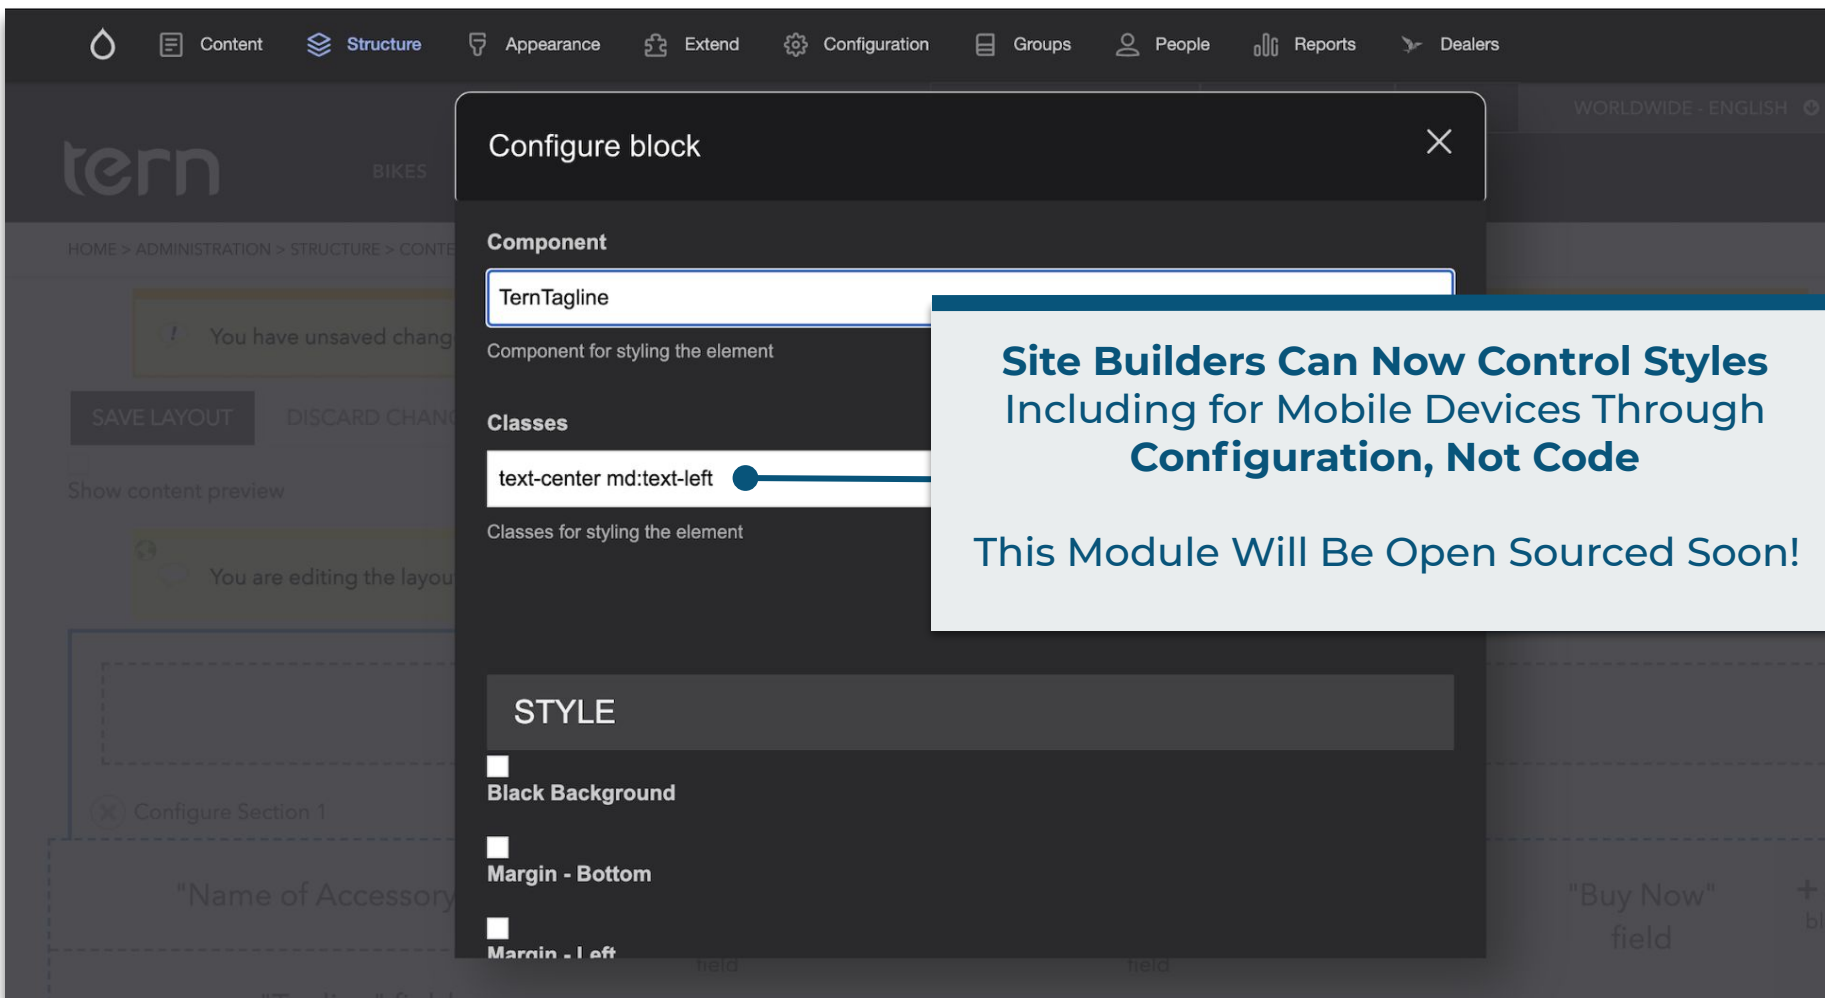 Content Structure Appearance Extend Configuration Groups People Reports Dealers
WORLDWIDE - ENGLISH
tern
BIKES
Configure block
HOME > ADMINISTRATION > STRUCTURE > CONTE
Component
TernTagline
Component for styling the element
You have unsaved chang
SAVE LAYOUT DISCARD CHAN
Show content preview
Classes
text-center md:text-left
Classes for styling the element
You are editing the layou
Site Builders Can Now Control Styles
Including for Mobile Devices Through
Configuration, Not Code
This Module Will Be Open Sourced Soon!
STYLE
Black Background
Configure Section 1
Margin - Bottom
"Name of Accessory
"Buy Now"
field
Margin - Left
field
field